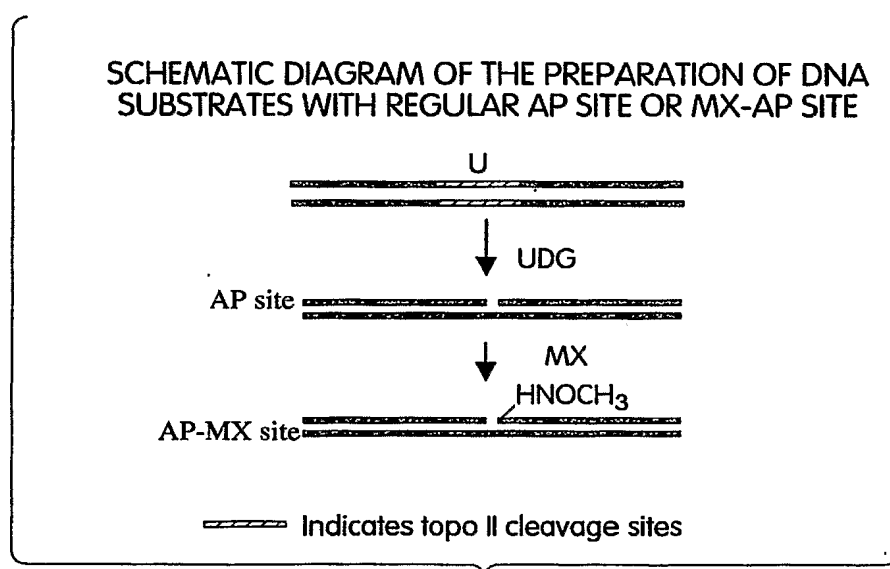 SCHEMATIC DIAGRAM OF THE PREPARATION OF DNA
SUBSTRATES WITH REGULAR AP SITE OR MX-AP SITE
U
UDG
AP site
MX
HNOCH₃
AP-MX site
Indicates topo II cleavage sites